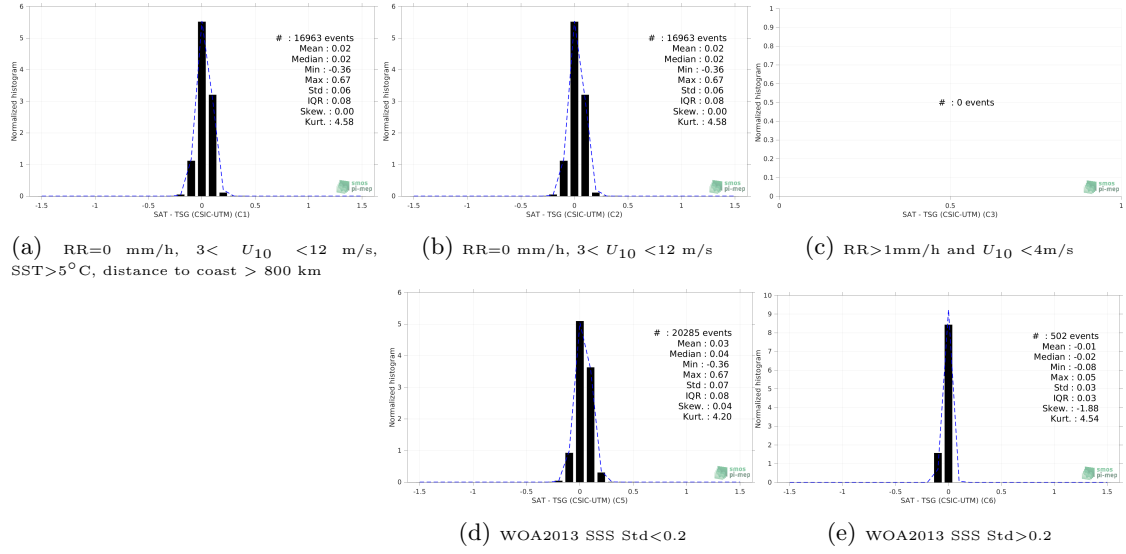 6
5
4
3
2
1
0
Normalized histogram
# : 16963 events
Mean : 0.02
Median : 0.02
Min : -0.36
Max : 0.67
Std : 0.06
IQR : 0.08
Skew. : 0.00
Kurt. : 4.58
smos
pi-mep
-1.5 -1 -0.5 0 0.5 1 1.5
SAT - TSG (CSIC-UTM) (C1)
(a) RR=0 mm/h, 3< U10 <12 m/s,
SST>5°C, distance to coast > 800 km
6
5
4
3
2
1
0
Normalized histogram
# : 16963 events
Mean : 0.02
Median : 0.02
Min : -0.36
Max : 0.67
Std : 0.06
IQR : 0.08
Skew. : 0.00
Kurt. : 4.58
smos
pi-mep
-1.5 -1 -0.5 0 0.5 1 1.5
SAT - TSG (CSIC-UTM) (C2)
(b) RR=0 mm/h, 3< U10 <12 m/s
1
0.9
0.8
0.7
0.6
0.5
0.4
0.3
0.2
0.1
0
Normalized histogram
# : 0 events
smos
pi-mep
0 0.5 1
SAT - TSG (CSIC-UTM) (C3)
(c) RR>1mm/h and U10 <4m/s
6
5
4
3
2
1
0
Normalized histogram
# : 20285 events
Mean : 0.03
Median : 0.04
Min : -0.36
Max : 0.67
Std : 0.07
IQR : 0.08
Skew. : 0.04
Kurt. : 4.20
smos
pi-mep
-1.5 -1 -0.5 0 0.5 1 1.5
SAT - TSG (CSIC-UTM) (C5)
(d) WOA2013 SSS Std<0.2
10
9
8
7
6
5
4
3
2
1
0
Normalized histogram
# : 502 events
Mean : -0.01
Median : -0.02
Min : -0.08
Max : 0.05
Std : 0.03
IQR : 0.03
Skew. : -1.88
Kurt. : 4.54
smos
pi-mep
-1.5 -1 -0.5 0 0.5 1 1.5
SAT - TSG (CSIC-UTM) (C6)
(e) WOA2013 SSS Std>0.2